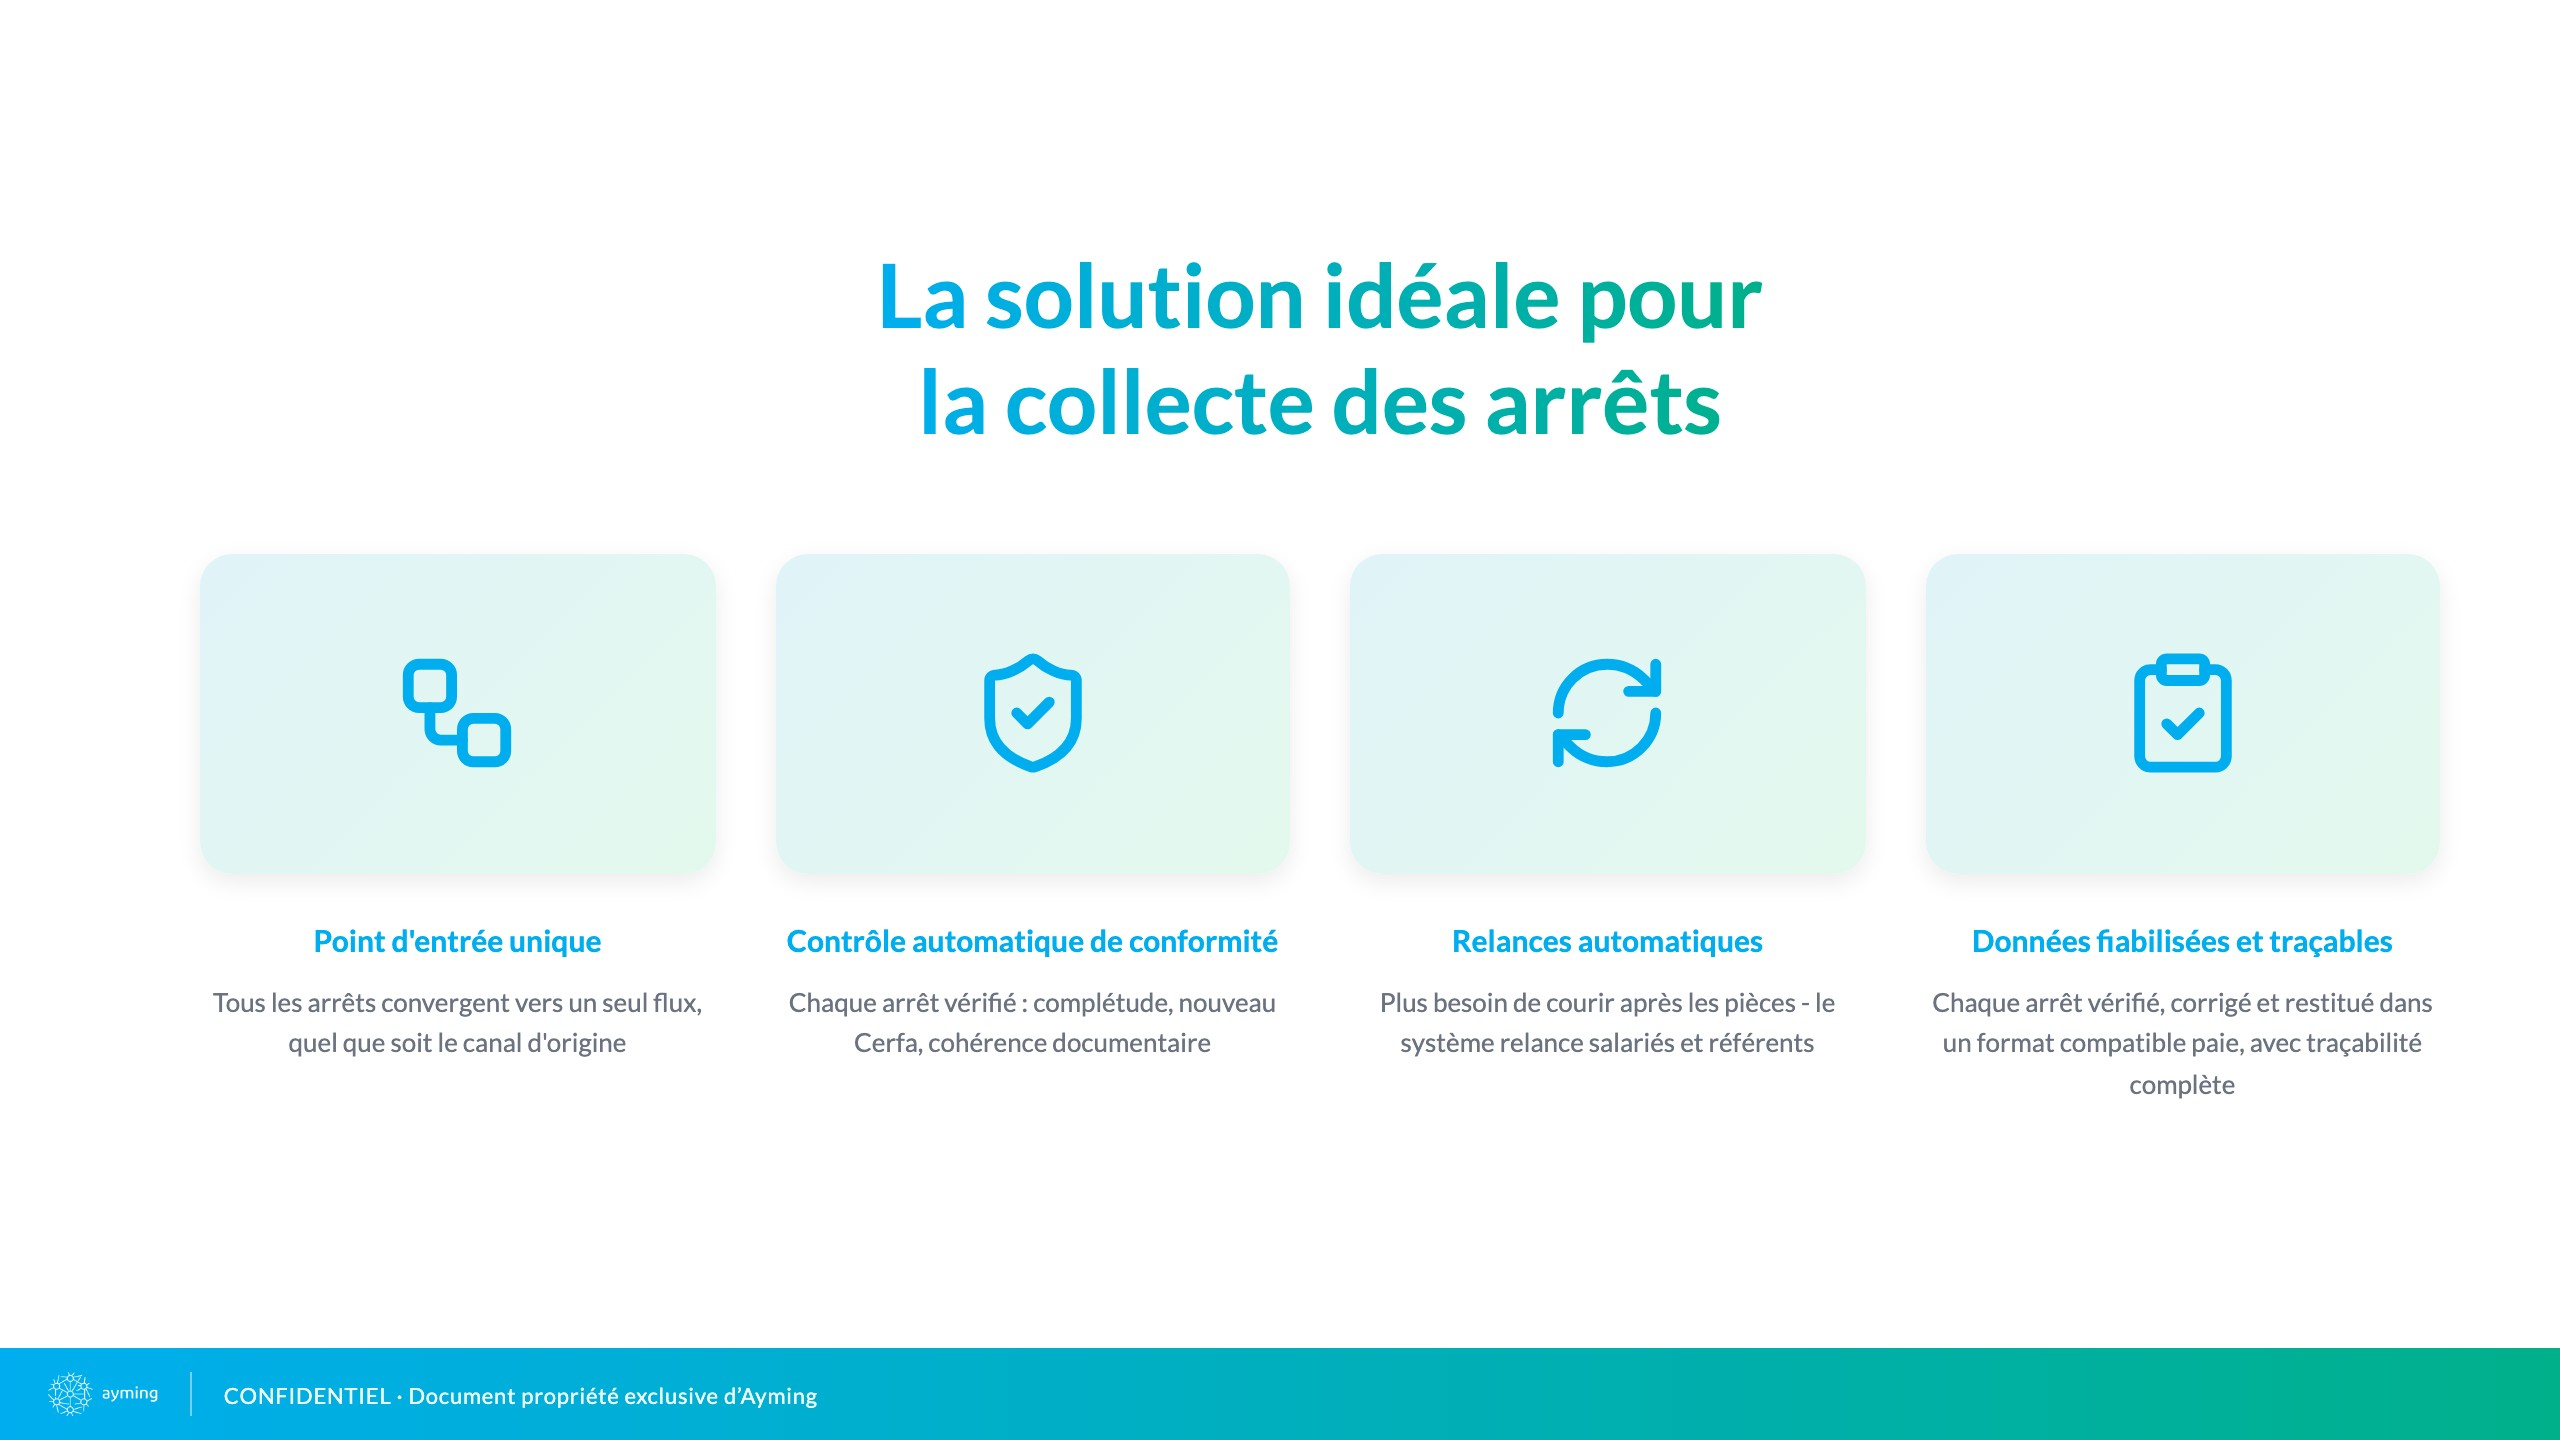 La solution idéale pour
la collecte des arrêts
Point d'entrée unique
Tous les arrêts convergent vers un seul flux,
quel que soit le canal d'origine
Contrôle automatique de conformité
Chaque arrêt vérifié : complétude, nouveau
Cerfa, cohérence documentaire
Relances automatiques
Plus besoin de courir après les pièces - le
système relance salariés et référents
Données fiabilisées et traçables
Chaque arrêt vérifié, corrigé et restitué dans
un format compatible paie, avec traçabilité
complète
ayming
CONFIDENTIEL · Document propriété exclusive d’Ayming